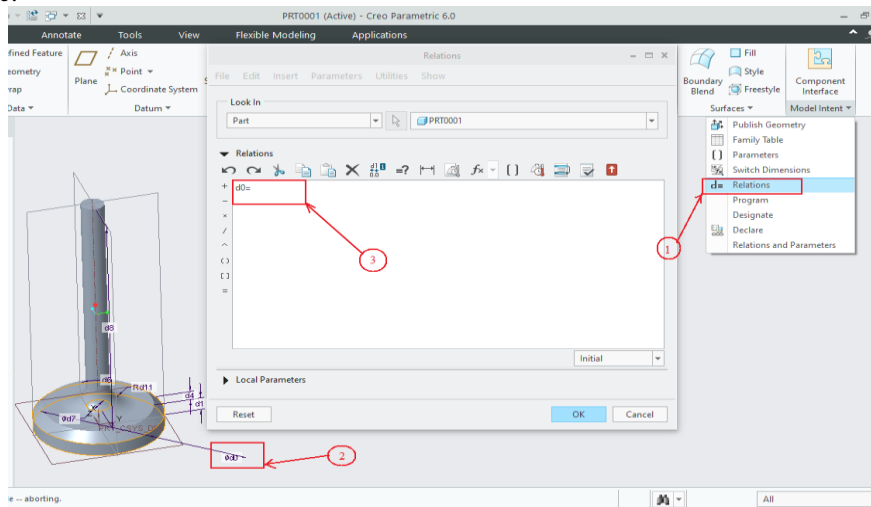 PRT0001 (Active) - Creo Parametric 6.0
Annotate Tools View Flexible Modeling Applications
fined Feature
eometry
rap
Data
Plane
Axis
Point
Coordinate System
Datum
Relations
File Edit Insert Parameters Utilities Show
Look In
Part
PRT0001
Relations
d0=
3
Initial
Local Parameters
Reset
OK
Cancel
Boundary
Blend
Fill
Style
Freestyle
Surfaces
Component
Interface
Model Intent
Publish Geometry
Family Table
Parameters
Switch Dimensions
d= Relations
Program
Designate
Declare
Relations and Parameters
1
d8
d6
Rd11
d4
d1
Ød7
Y
Ød0
2
le -- aborting.
All